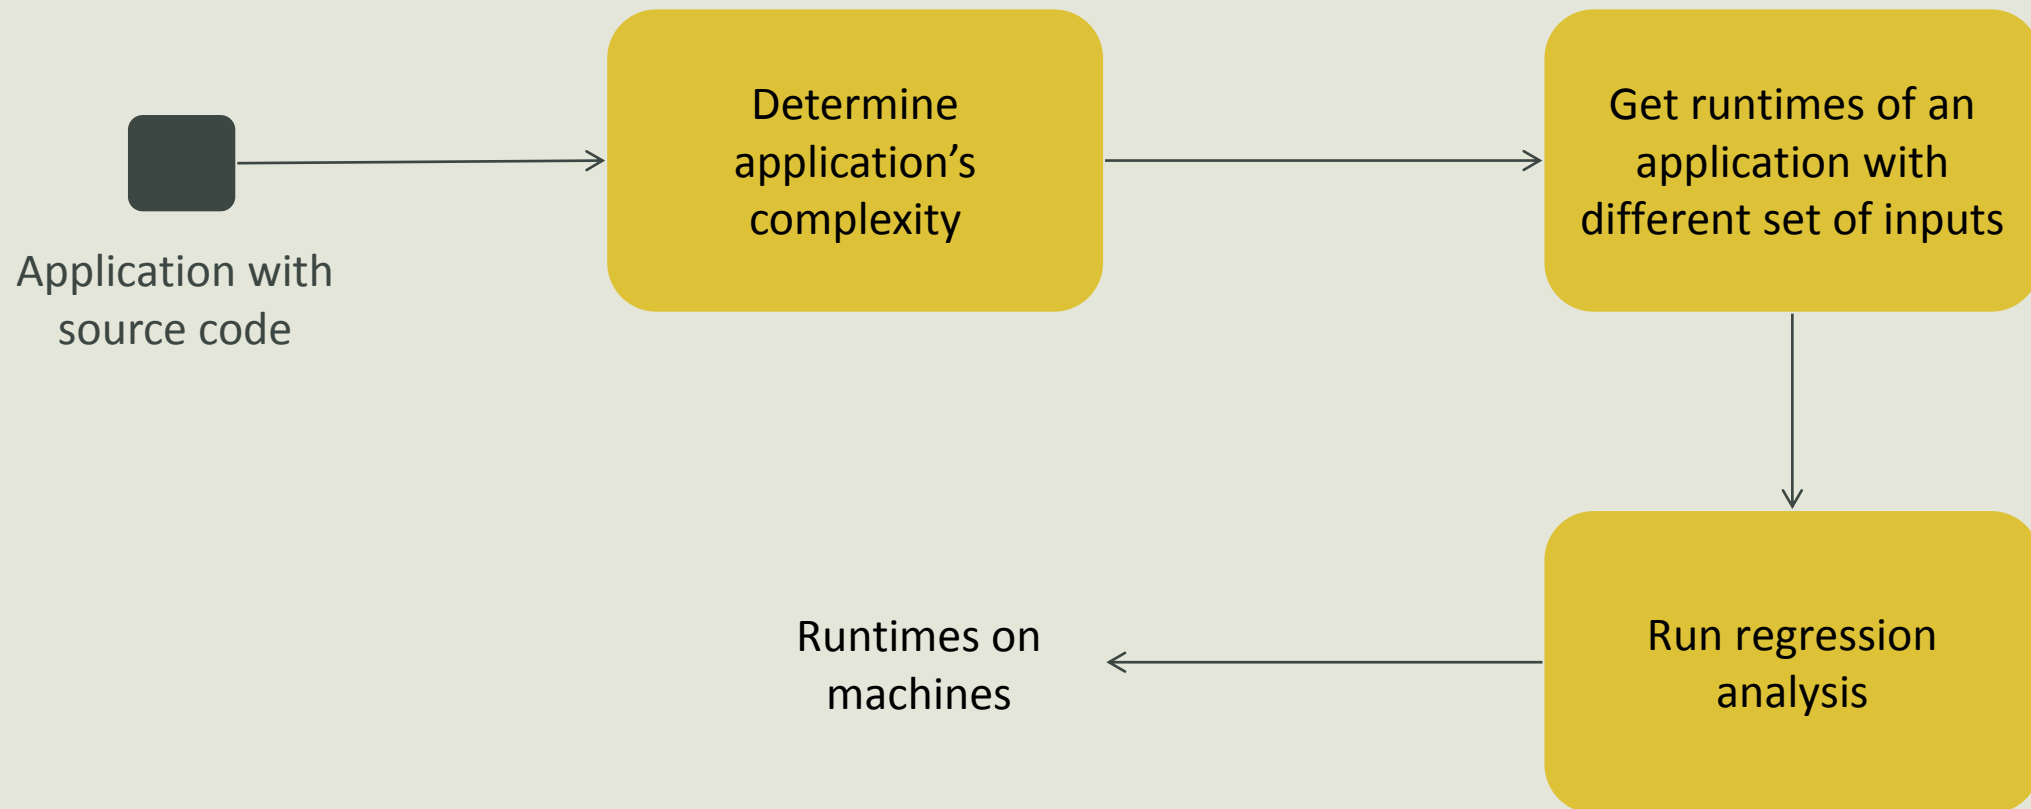 Application with
source code
Determine
application’s
complexity
Get runtimes of an
application with
different set of inputs
Run regression
analysis
Runtimes on
machines